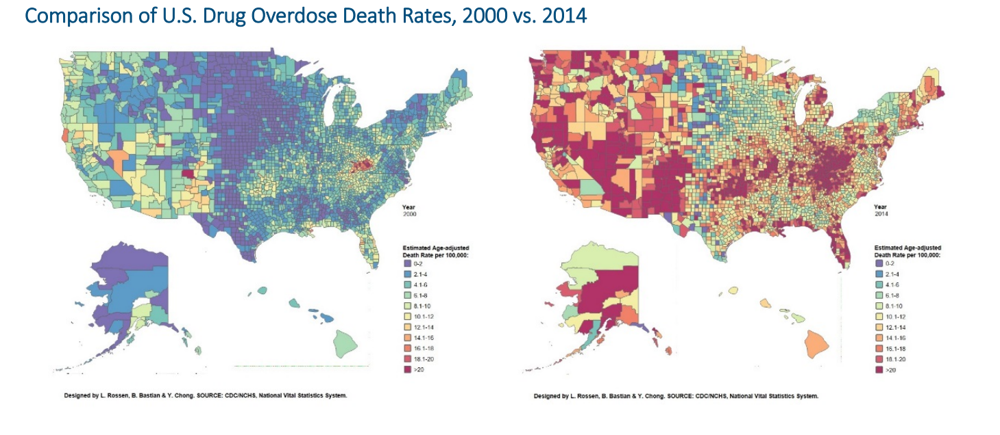 Comparison of U.S. Drug Overdose Death Rates, 2000 vs. 2014
Year
2000
Estimated Age-adjusted
Death Rate per 100,000:
0-2
2.1-4
4.1-6
6.1-8
8.1-10
10.1-12
12.1-14
14.1-16
16.1-18
18.1-20
>20
Designed by L. Rossen, B. Bastian & Y. Chong. SOURCE: CDC/NCHS, National Vital Statistics System.
Year
2014
Estimated Age-adjusted
Death Rate per 100,000:
0-2
2.1-4
4.1-6
6.1-8
8.1-10
10.1-12
12.1-14
14.1-16
16.1-18
18.1-20
>20
Designed by L. Rossen, B. Bastian & Y. Chong. SOURCE: CDC/NCHS, National Vital Statistics System.